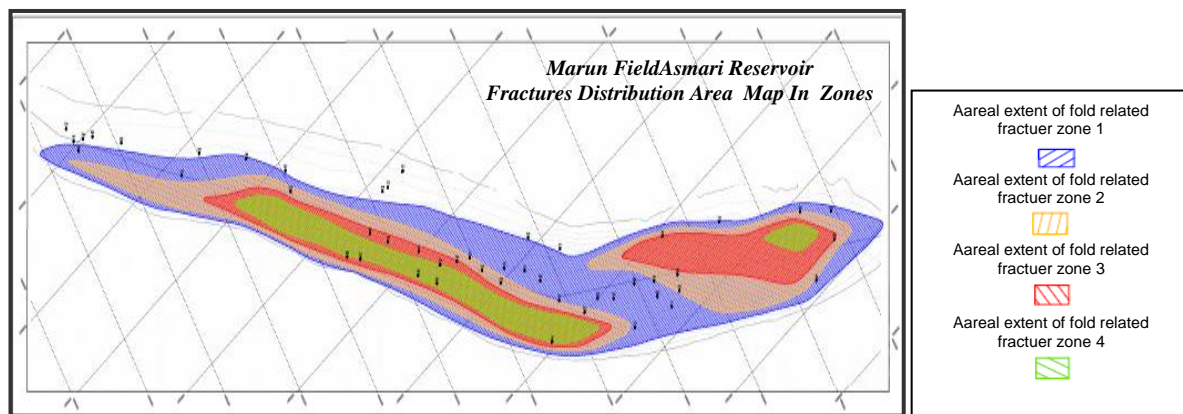 Marun FieldAsmari Reservoir
Fractures Distribution Area Map In Zones
Aareal extent of fold related
fractuer zone 1
Aareal extent of fold related
fractuer zone 2
Aareal extent of fold related
fractuer zone 3
Aareal extent of fold related
fractuer zone 4